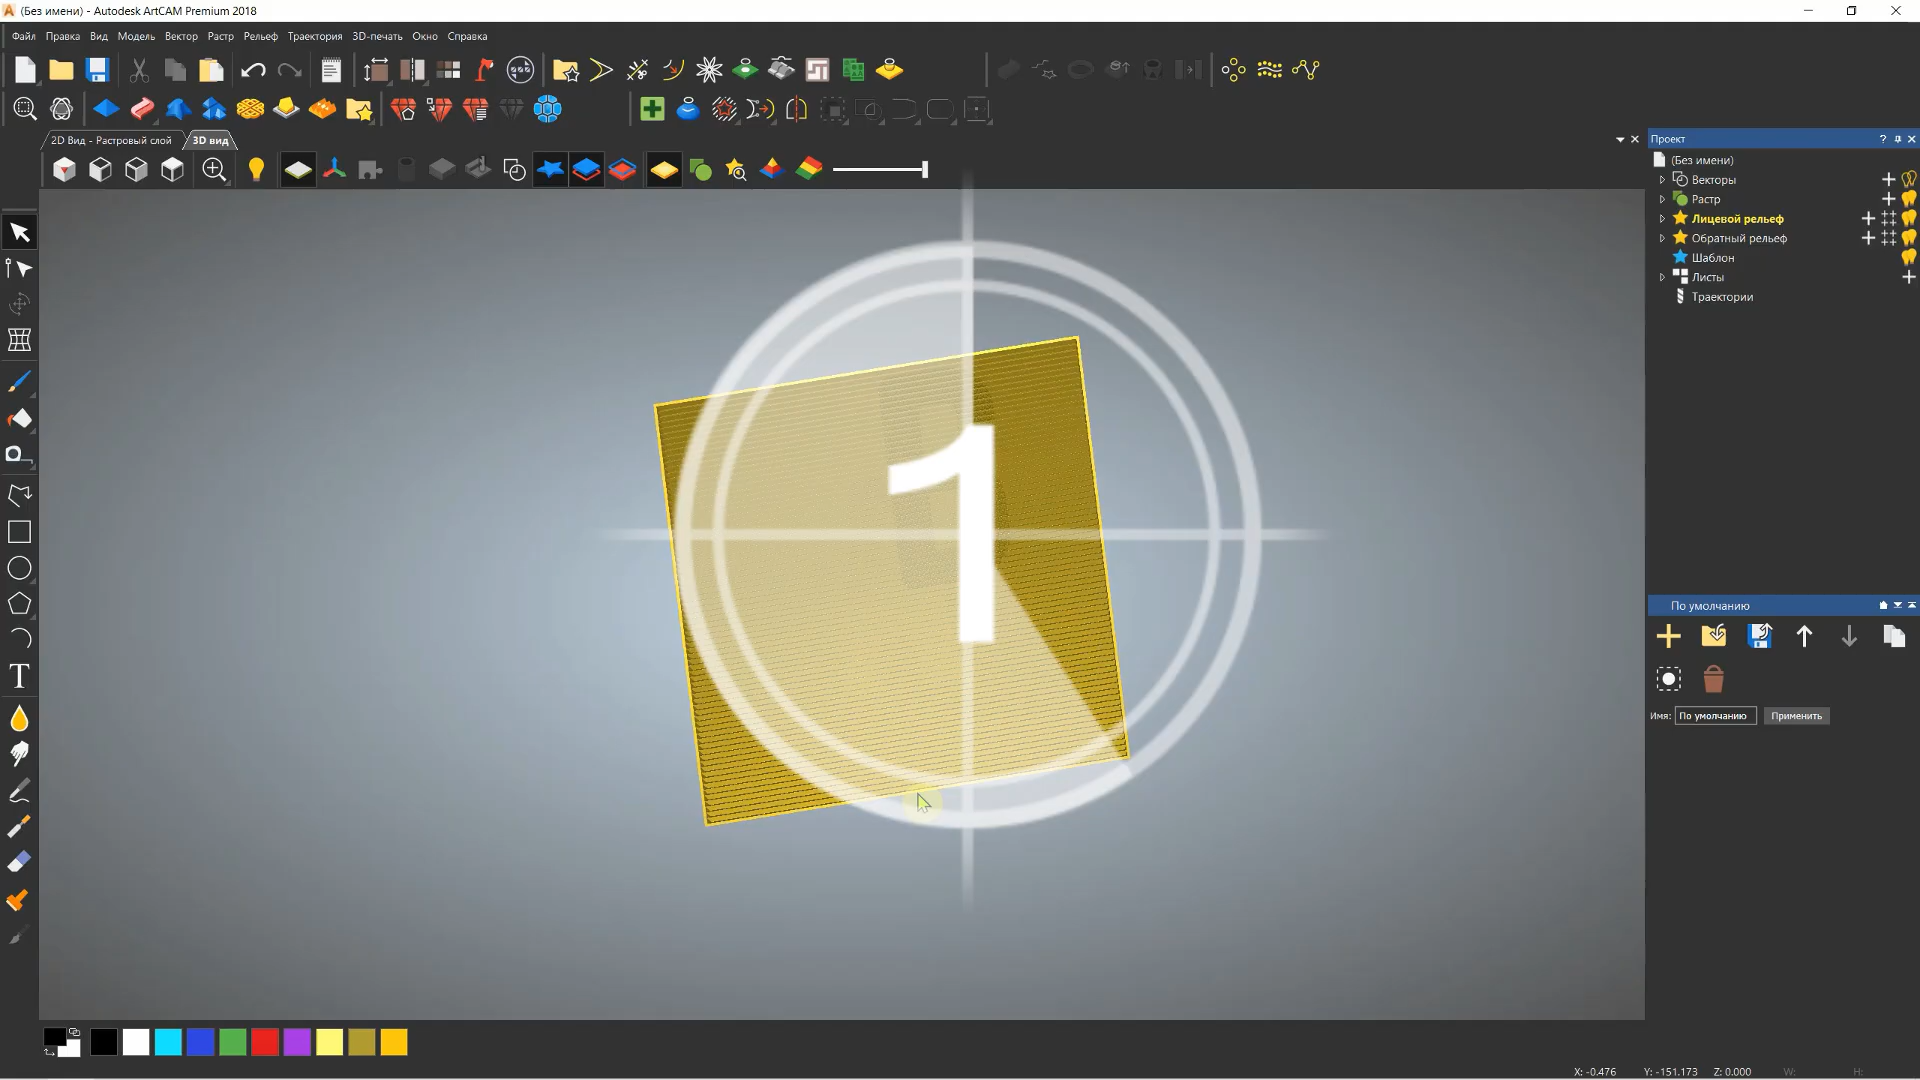 (Без имени) - Autodesk ArtCAM Premium 2018
Файл Правка Вид Модель Вектор Растр Рельеф Траектория 3D-печать Окно Справка
2D Вид - Растровый слой 3D вид
Проект
(Без имени)
Векторы
Растр
Лицевой рельеф
Обратный рельеф
Шаблон
Листы
Траектории
1
По умолчанию
Имя: По умолчанию Применить
X: -0.476 Y: -151.173 Z: 0.000 W: H: